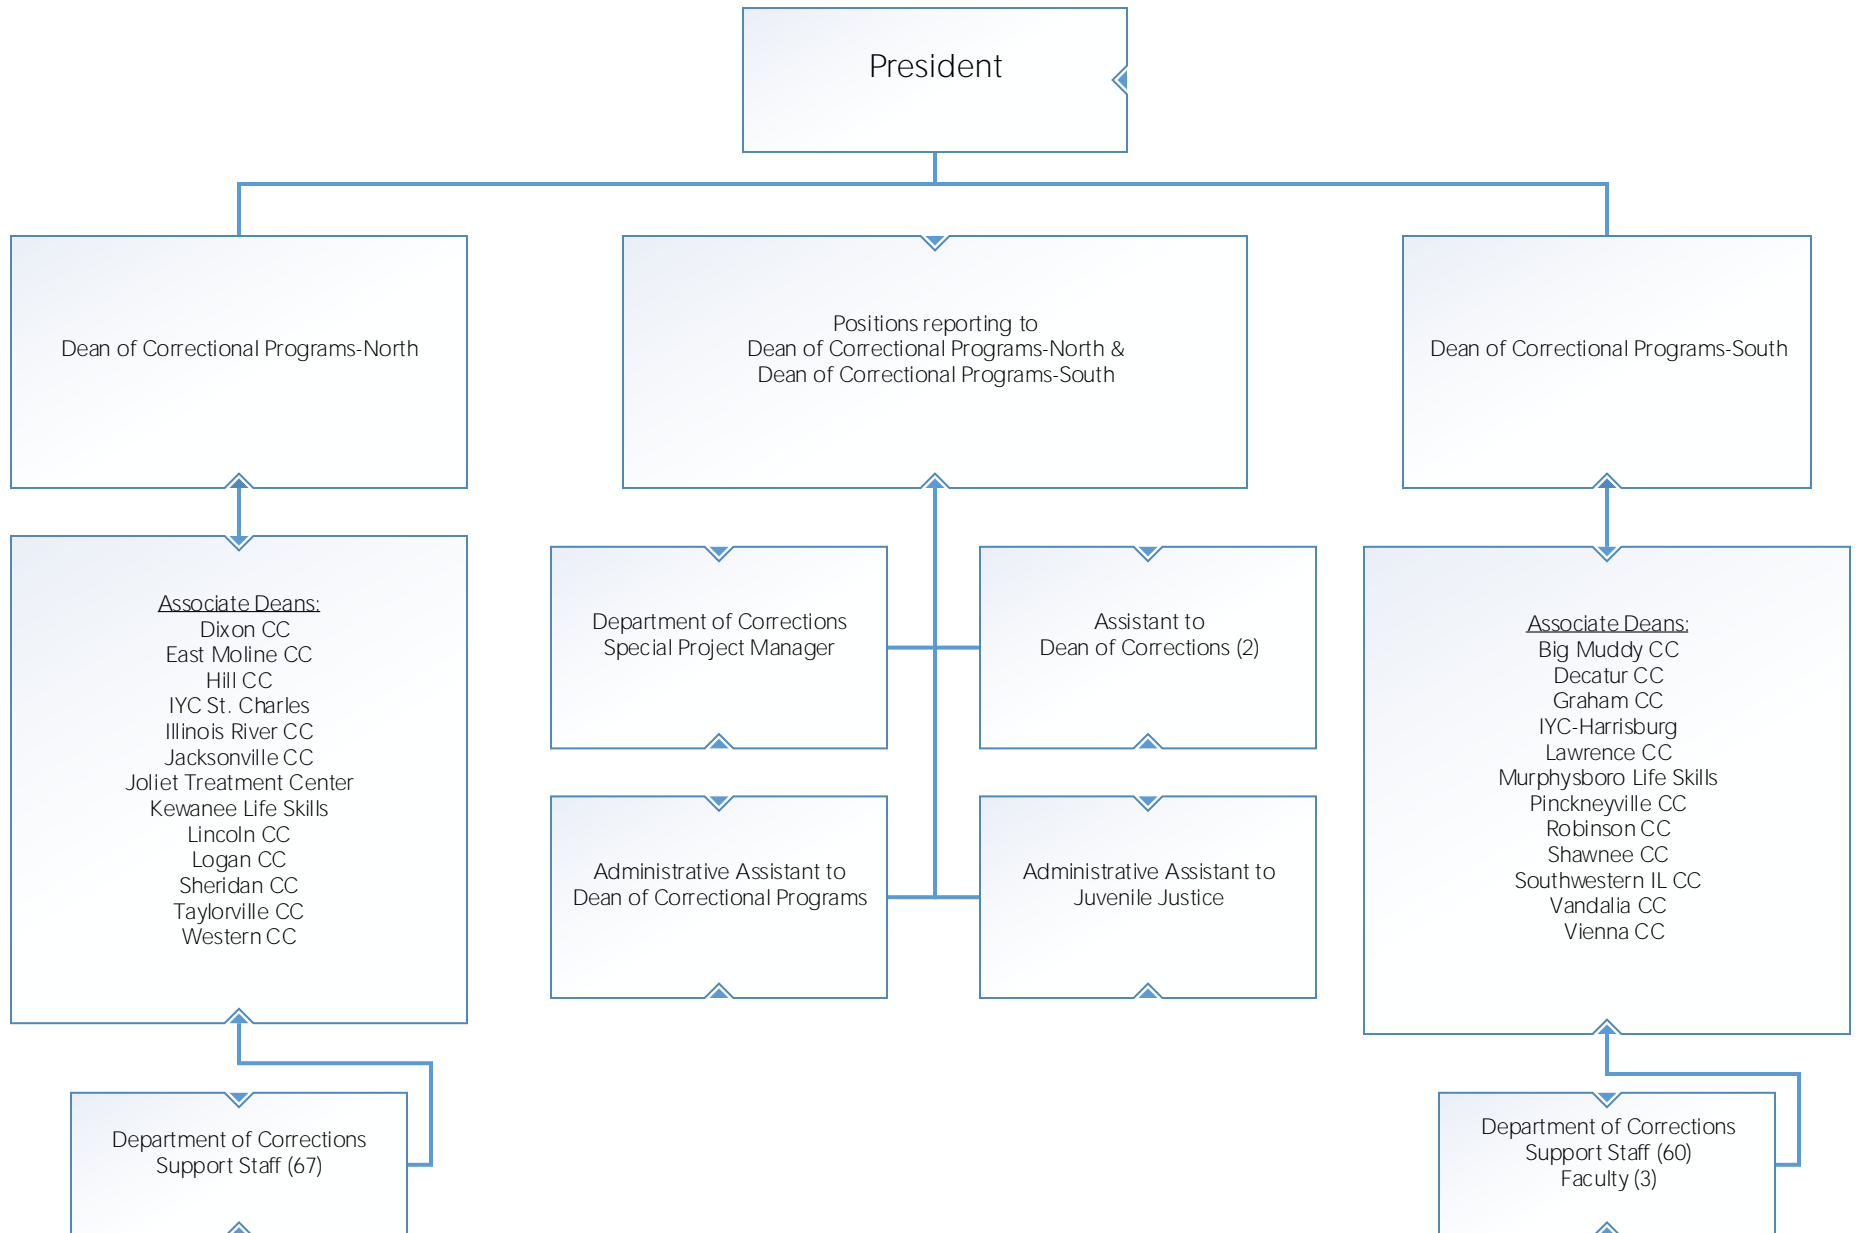 President
Dean of Correctional Programs-North
Positions reporting to
Dean of Correctional Programs-North &
Dean of Correctional Programs-South
Dean of Correctional Programs-South
Associate Deans:
Dixon CC
East Moline CC
Hill CC
IYC St. Charles
Illinois River CC
Jacksonville CC
Joliet Treatment Center
Kewanee Life Skills
Lincoln CC
Logan CC
Sheridan CC
Taylorville CC
Western CC
Department of Corrections
Special Project Manager
Assistant to
Dean of Corrections (2)
Administrative Assistant to
Dean of Correctional Programs
Administrative Assistant to
Juvenile Justice
Associate Deans:
Big Muddy CC
Decatur CC
Graham CC
IYC-Harrisburg
Lawrence CC
Murphysboro Life Skills
Pinckneyville CC
Robinson CC
Shawnee CC
Southwestern IL CC
Vandalia CC
Vienna CC
Department of Corrections
Support Staff (67)
Department of Corrections
Support Staff (60)
Faculty (3)